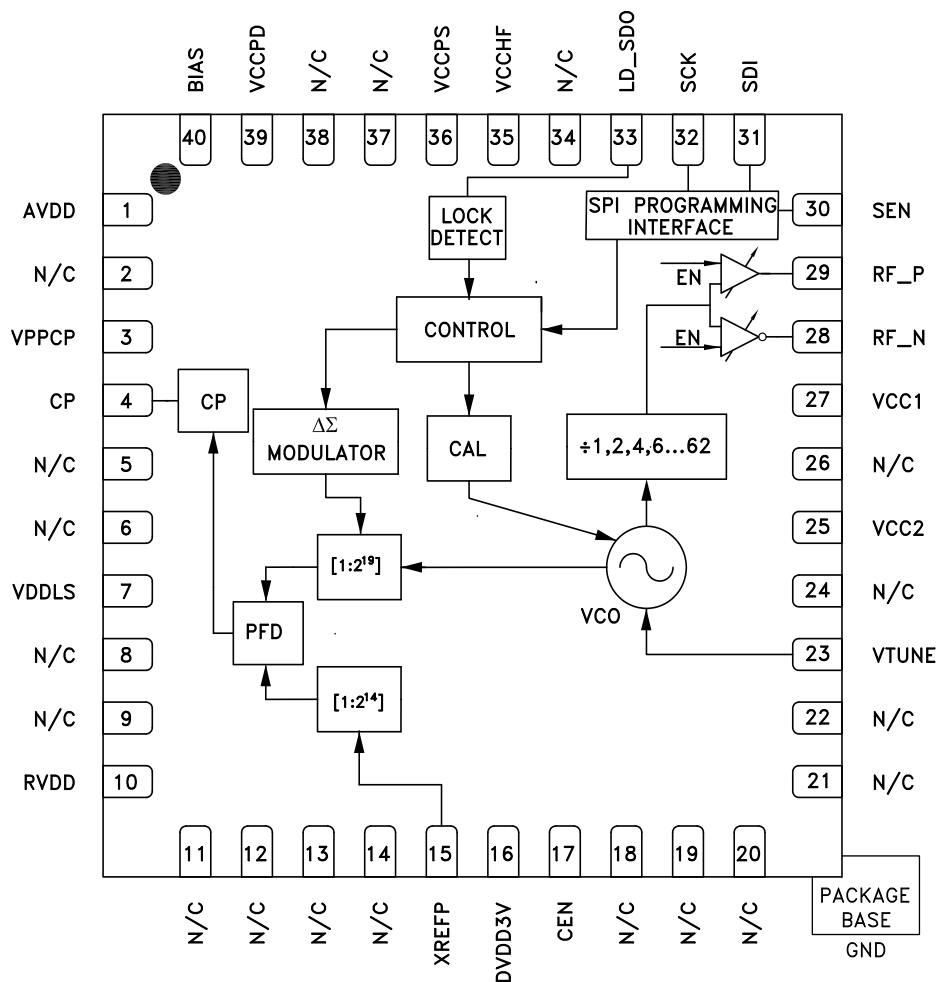 BIAS
VCCPD
N/C
N/C
VCCPS
VCCHF
N/C
LD_SDO
SCK
SDI
40
39
38
37
36
35
34
33
32
31
AVDD
1
LOCK
DETECT
SPI PROGRAMMING
INTERFACE
30
SEN
N/C
2
EN
29
RF_P
VPPCP
3
CONTROL
EN
28
RF_N
CP
4
CP
ΔΣ
MODULATOR
CAL
÷1,2,4,6...62
27
VCC1
N/C
5
26
N/C
N/C
6
25
VCC2
VDDLS
7
[1:2¹⁹]
VCO
24
N/C
N/C
8
PFD
23
VTUNE
N/C
9
[1:2¹⁴]
22
N/C
RVDD
10
21
N/C
11
12
13
14
15
16
17
18
19
20
N/C
N/C
N/C
N/C
XREFP
DVDD3V
CEN
N/C
N/C
N/C
PACKAGE
BASE
GND